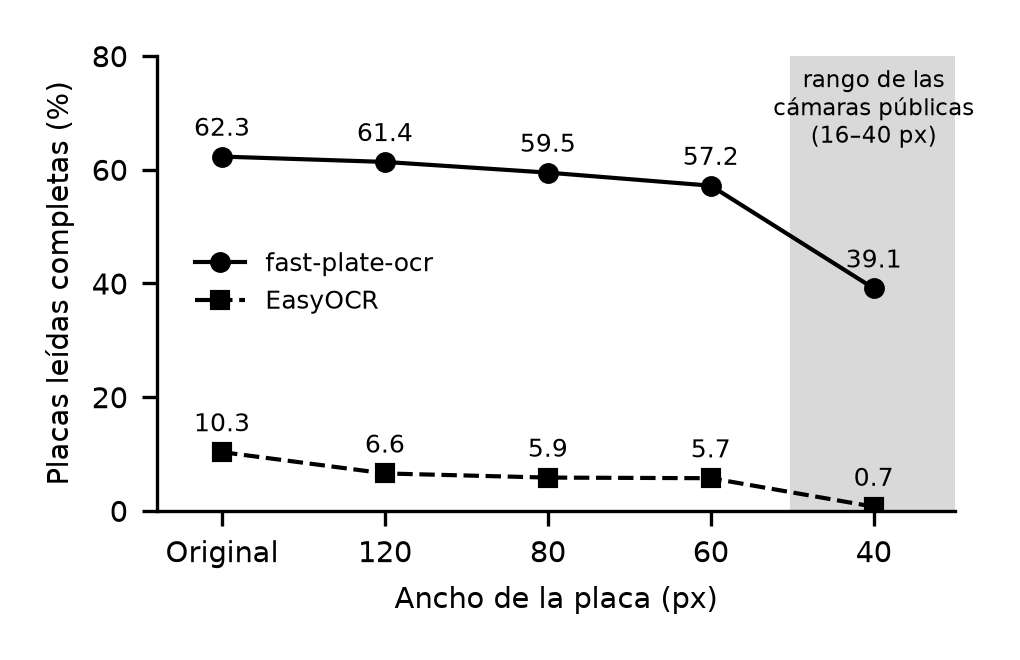 rango de las
cámaras públicas
(16–40 px)
80
60
40
20
0
Placas leídas completas (%)
62.3
61.4
59.5
57.2
39.1
fast-plate-ocr
EasyOCR
10.3
6.6
5.9
5.7
0.7
Original
120
80
60
40
Ancho de la placa (px)